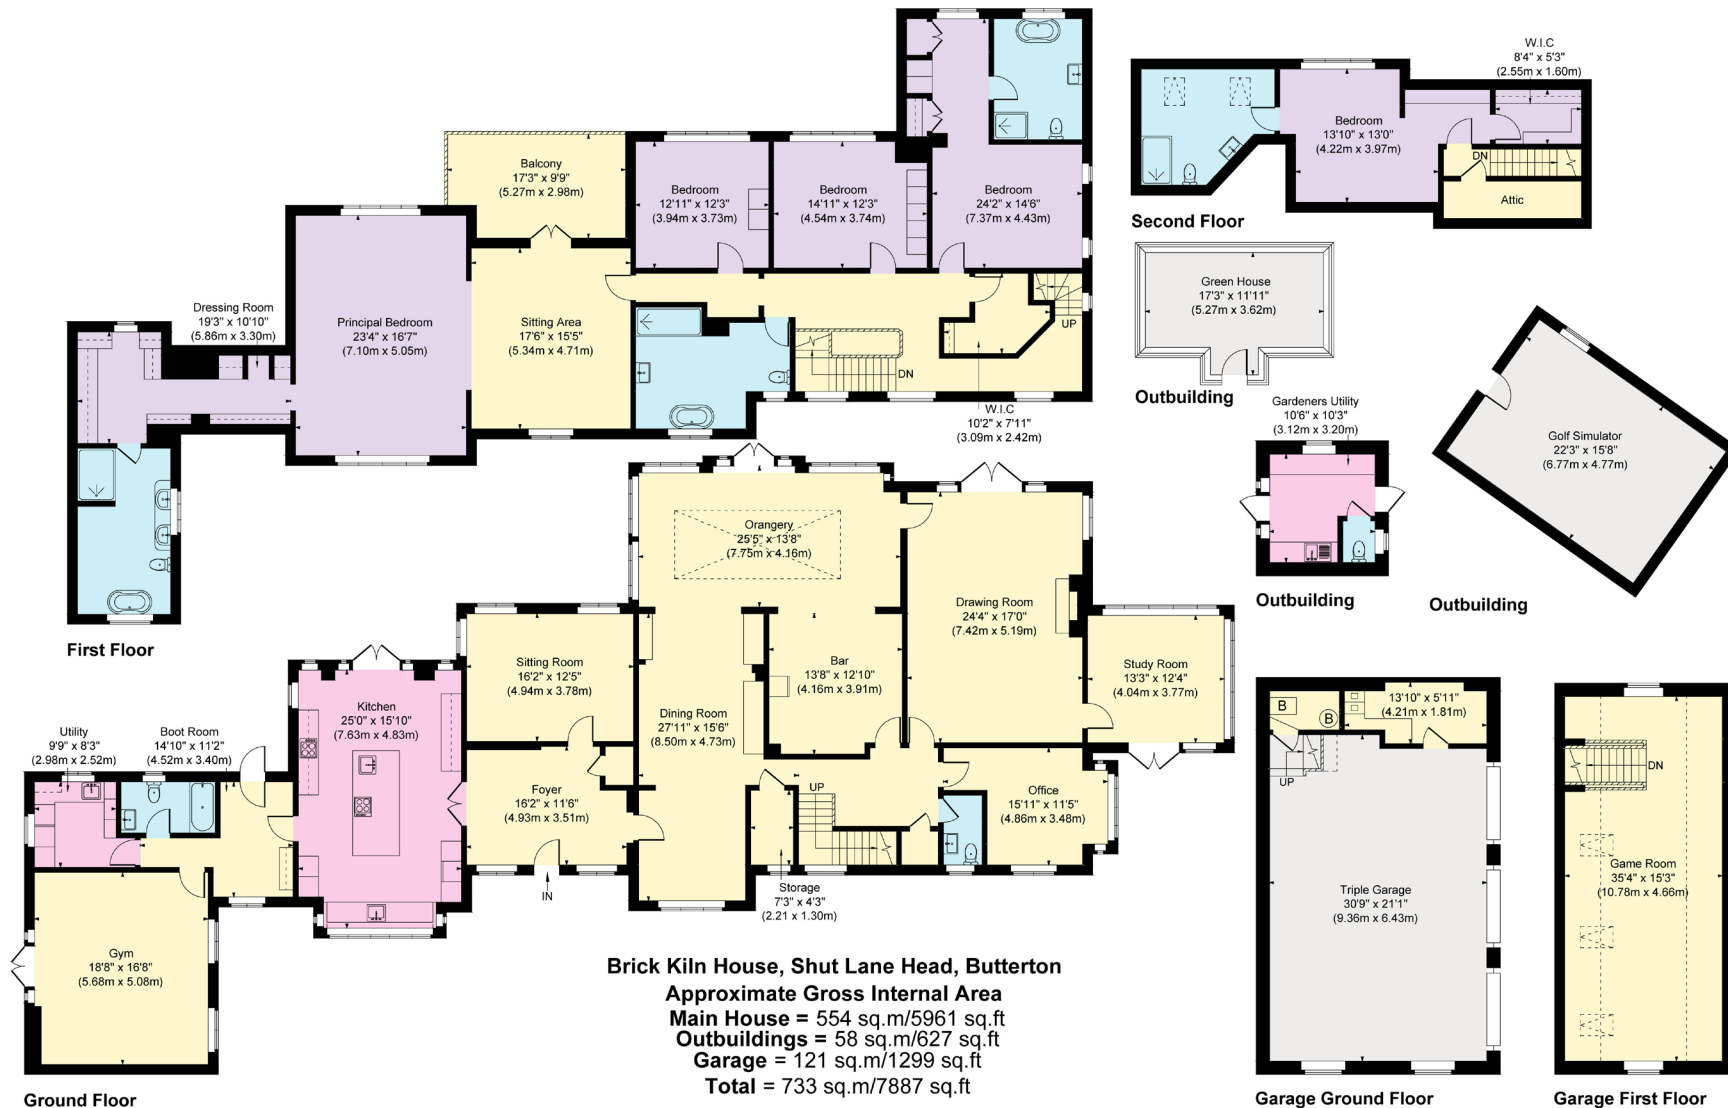 W.I.C
8'4" x 5'3"
(2.55m x 1.60m)
Bedroom
13'10" x 13'0"
(4.22m x 3.97m)
DN
Attic
Second Floor
Balcony
17'3" x 9'9"
(5.27m x 2.98m)
Bedroom
12'11" x 12'3"
(3.94m x 3.73m)
Bedroom
14'11" x 12'3"
(4.54m x 3.74m)
Bedroom
24'2" x 14'6"
(7.37m x 4.43m)
Dressing Room
19'3" x 10'10"
(5.86m x 3.30m)
Principal Bedroom
23'4" x 16'7"
(7.10m x 5.05m)
Sitting Area
17'6" x 15'5"
(5.34m x 4.71m)
UP
DN
W.I.C
10'2" x 7'11"
(3.09m x 2.42m)
First Floor
Green House
17'3" x 11'11"
(5.27m x 3.62m)
Outbuilding
Gardeners Utility
10'6" x 10'3"
(3.12m x 3.20m)
Outbuilding
Golf Simulator
22'3" x 15'8"
(6.77m x 4.77m)
Outbuilding
Orangery
25'5" x 13'8"
(7.75m x 4.16m)
Drawing Room
24'4" x 17'0"
(7.42m x 5.19m)
Sitting Room
16'2" x 12'5"
(4.94m x 3.78m)
Bar
13'8" x 12'10"
(4.16m x 3.91m)
Study Room
13'3" x 12'4"
(4.04m x 3.77m)
Kitchen
25'0" x 15'10"
(7.63m x 4.83m)
Dining Room
27'11" x 15'6"
(8.50m x 4.73m)
Utility
9'9" x 8'3"
(2.98m x 2.52m)
Boot Room
14'10" x 11'2"
(4.52m x 3.40m)
Foyer
16'2" x 11'6"
(4.93m x 3.51m)
UP
Office
15'11" x 11'5"
(4.86m x 3.48m)
IN
Storage
7'3" x 4'3"
(2.21 x 1.30m)
Gym
18'8" x 16'8"
(5.68m x 5.08m)
Ground Floor
B
B
13'10" x 5'11"
(4.21m x 1.81m)
UP
Triple Garage
30'9" x 21'1"
(9.36m x 6.43m)
Garage Ground Floor
DN
Game Room
35'4" x 15'3"
(10.78m x 4.66m)
Garage First Floor
Brick Kiln House, Shut Lane Head, Butterton
Approximate Gross Internal Area
Main House = 554 sq.m/5961 sq.ft
Outbuildings = 58 sq.m/627 sq.ft
Garage = 121 sq.m/1299 sq.ft
Total = 733 sq.m/7887 sq.ft